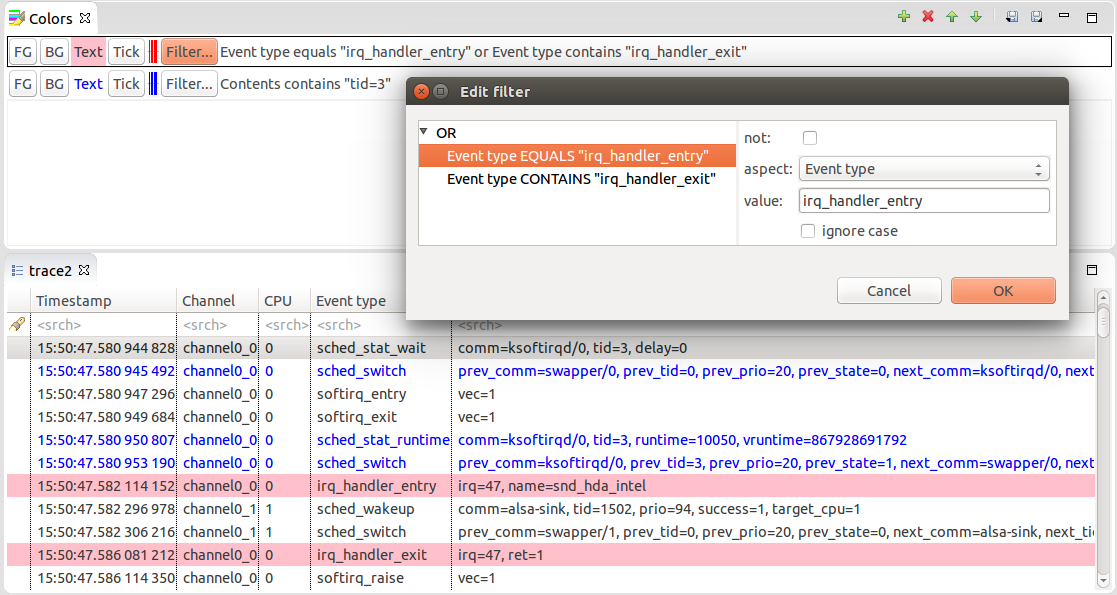 Colors
FG BG Text Tick Filter... Event type equals "irq_handler_entry" or Event type contains "irq_handler_exit"
FG BG Text Tick Filter... Contents contains "tid=3"
Edit filter
OR
Event type EQUALS "irq_handler_entry"
Event type CONTAINS "irq_handler_exit"
not:
aspect: Event type
value: irq_handler_entry
ignore case
Cancel OK
trace2
Timestamp Channel CPU Event type
<srch> <srch> <srch> <srch> <srch>
15:50:47.580 944 828 channel0_0 0 sched_stat_wait comm=ksoftirqd/0, tid=3, delay=0
15:50:47.580 945 492 channel0_0 0 sched_switch prev_comm=swapper/0, prev_tid=0, prev_prio=20, prev_state=0, next_comm=ksoftirqd/0, next
15:50:47.580 947 296 channel0_0 0 softirq_entry vec=1
15:50:47.580 949 684 channel0_0 0 softirq_exit vec=1
15:50:47.580 950 807 channel0_0 0 sched_stat_runtime comm=ksoftirqd/0, tid=3, runtime=10050, vruntime=867928691792
15:50:47.580 953 190 channel0_0 0 sched_switch prev_comm=ksoftirqd/0, prev_tid=3, prev_prio=20, prev_state=1, next_comm=swapper/0, next
15:50:47.582 114 152 channel0_0 0 irq_handler_entry irq=47, name=snd_hda_intel
15:50:47.582 296 978 channel0_1 1 sched_wakeup comm=alsa-sink, tid=1502, prio=94, success=1, target_cpu=1
15:50:47.582 306 216 channel0_1 1 sched_switch prev_comm=swapper/1, prev_tid=0, prev_prio=20, prev_state=0, next_comm=alsa-sink, next_ti
15:50:47.586 081 212 channel0_0 0 irq_handler_exit irq=47, ret=1
15:50:47.586 114 350 channel0_0 0 softirq_raise vec=1